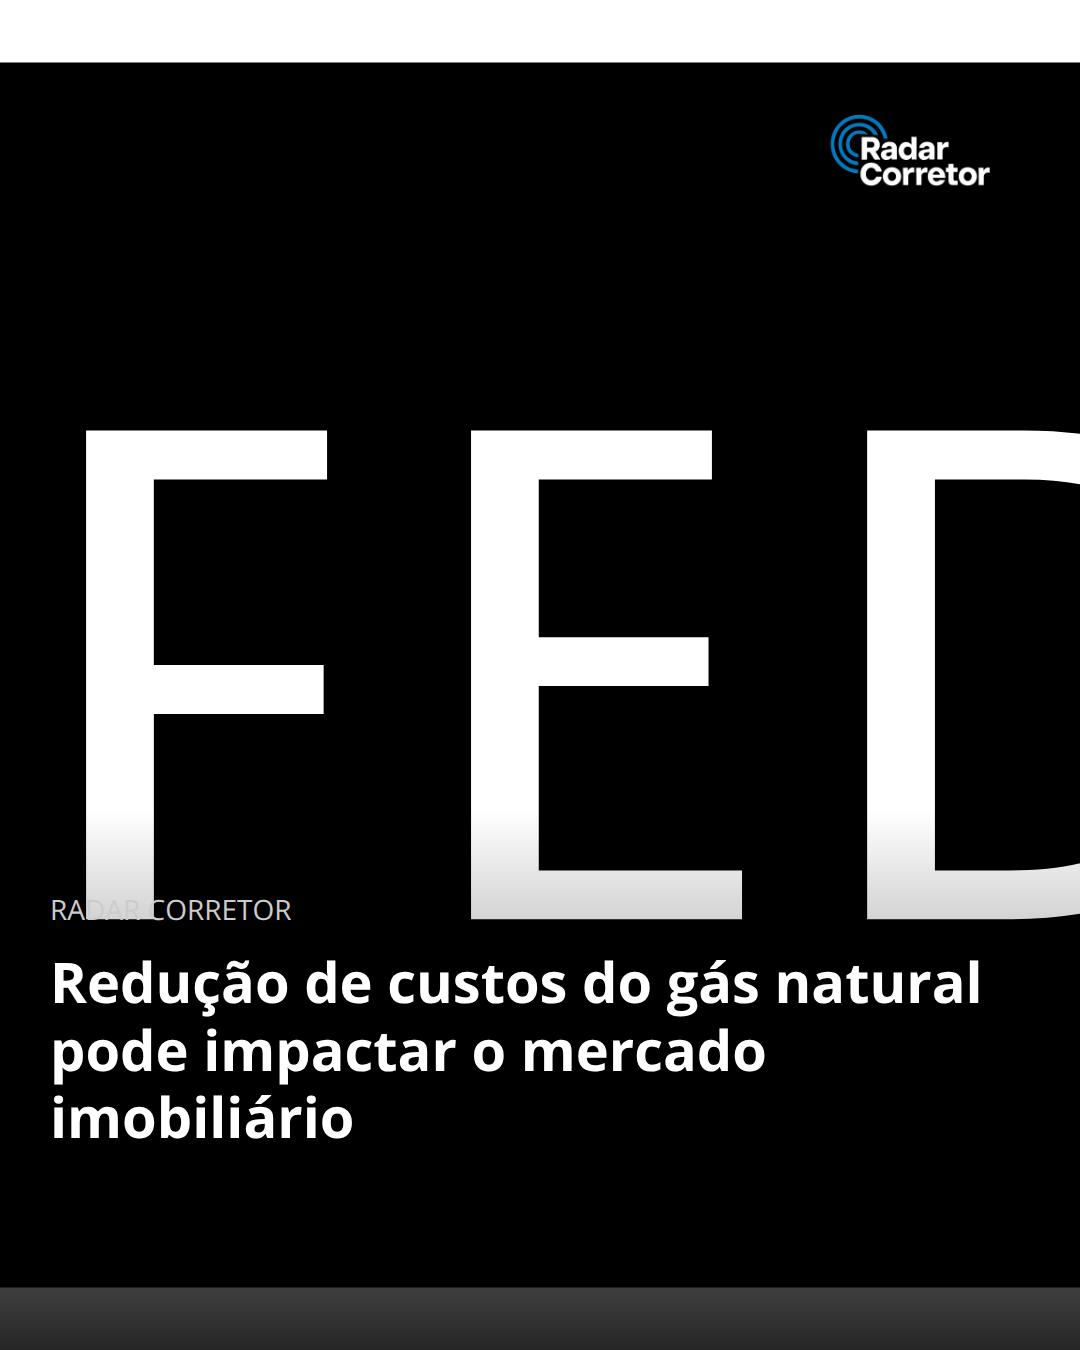 Radar
Corretor
FED
RADAR CORRETOR
Redução de custos do gás natural
pode impactar o mercado
imobiliário